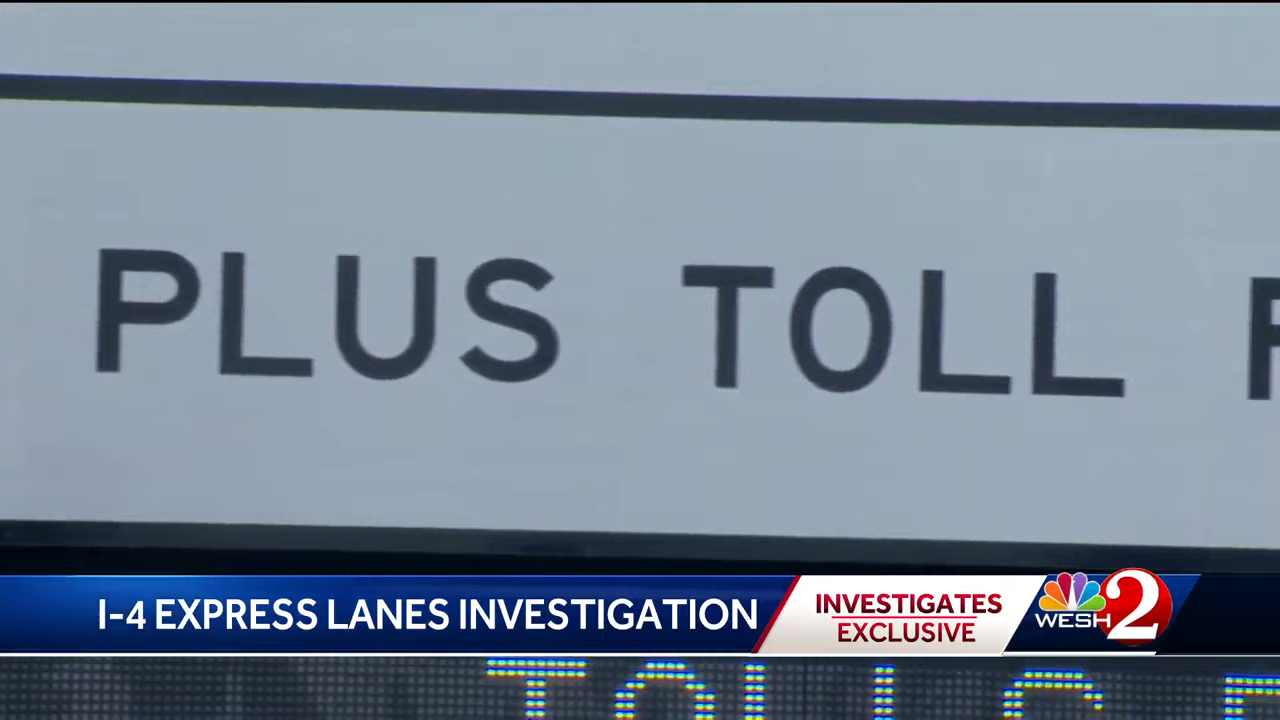 PLUS TOLL
I-4 EXPRESS LANES INVESTIGATION
INVESTIGATES
EXCLUSIVE
WESH 2